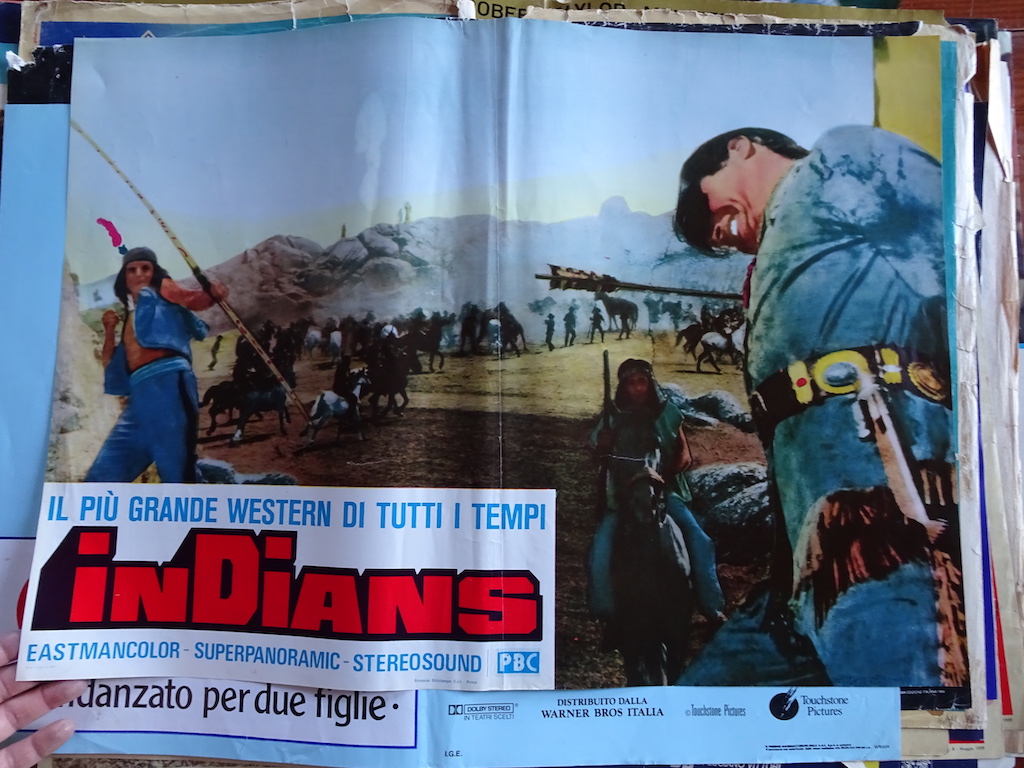 IL PIÙ GRANDE WESTERN DI TUTTI I TEMPI
inDiANS
EASTMANCOLOR - SUPERPANORAMIC - STEREOSOUND PBC
danzato per due figlie •
DOLBY STEREO
IN TEATRI SCELTI
DISTRIBUITO DALLA
WARNER BROS ITALIA
©Touchstone Pictures
Touchstone
Pictures
I.G.E.